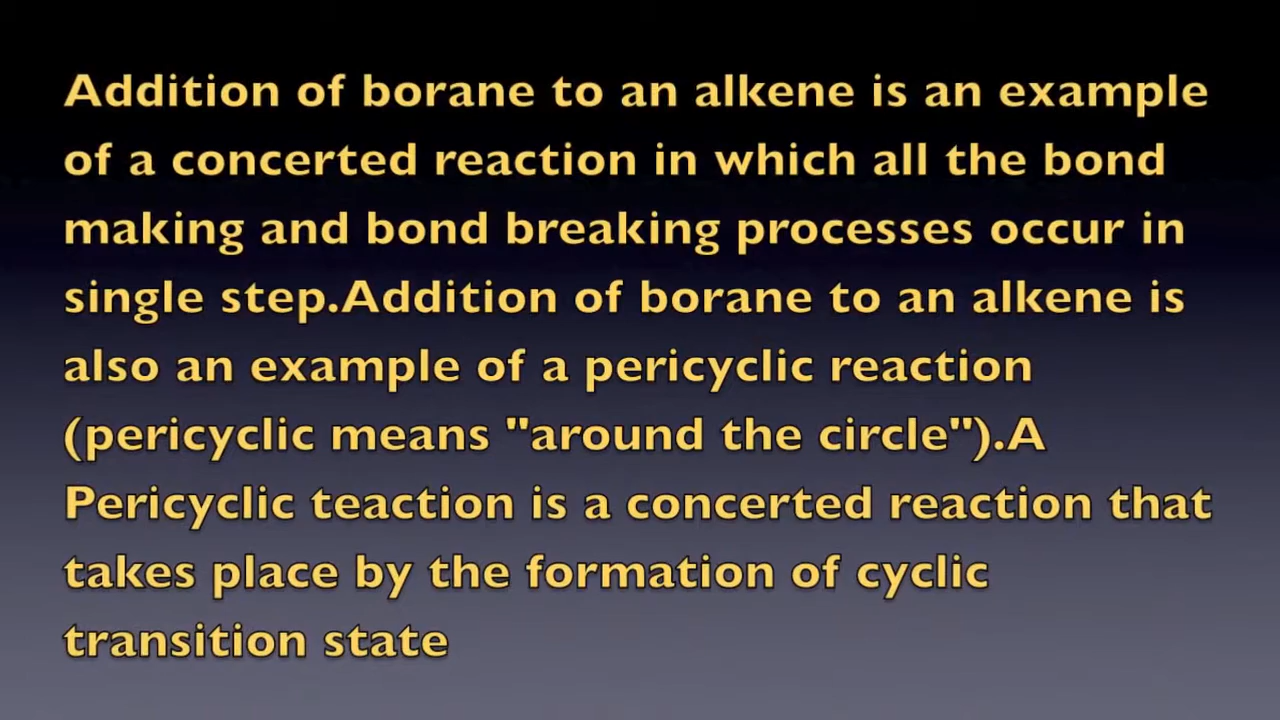 Addition of borane to an alkene is an example
of a concerted reaction in which all the bond
making and bond breaking processes occur in
single step.Addition of borane to an alkene is
also an example of a pericyclic reaction
(pericyclic means "around the circle").A
Pericyclic teaction is a concerted reaction that
takes place by the formation of cyclic
transition state